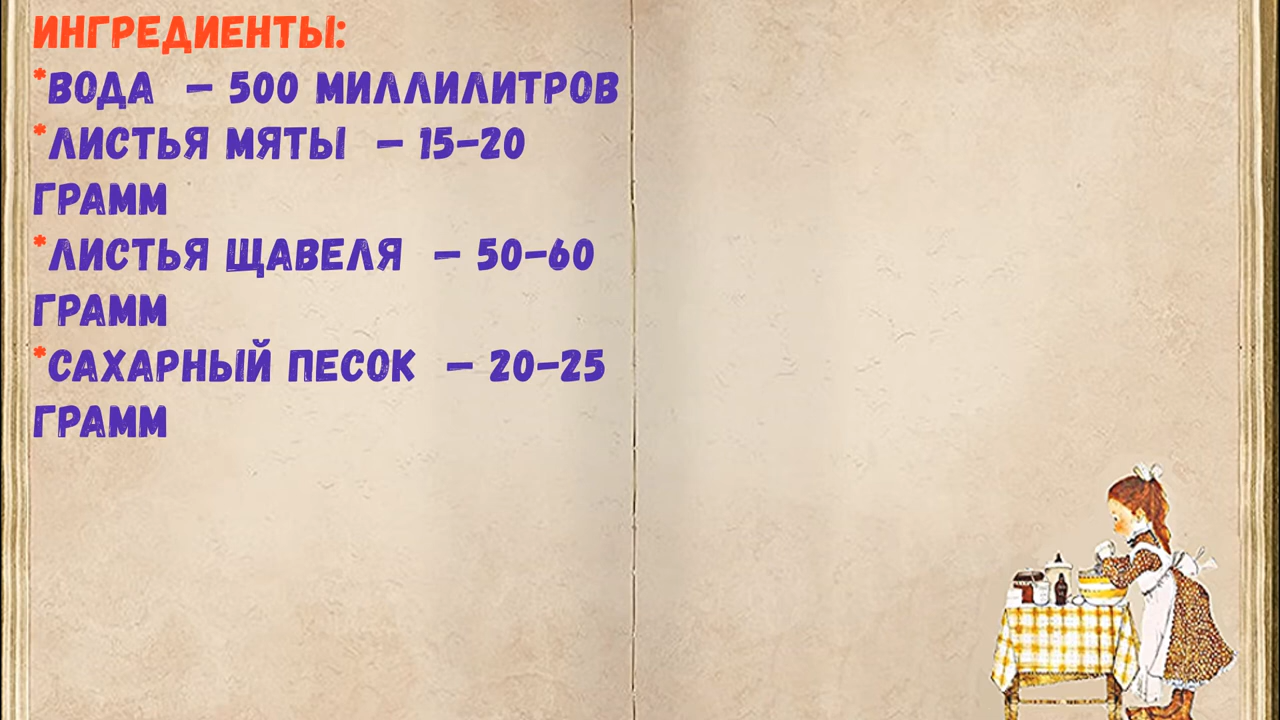 ИНГРЕДИЕНТЫ:
*ВОДА – 500 МИЛЛИЛИТРОВ
*ЛИСТЬЯ МЯТЫ – 15-20
ГРАММ
*ЛИСТЬЯ ЩАВЕЛЯ – 50-60
ГРАММ
*САХАРНЫЙ ПЕСОК – 20-25
ГРАММ